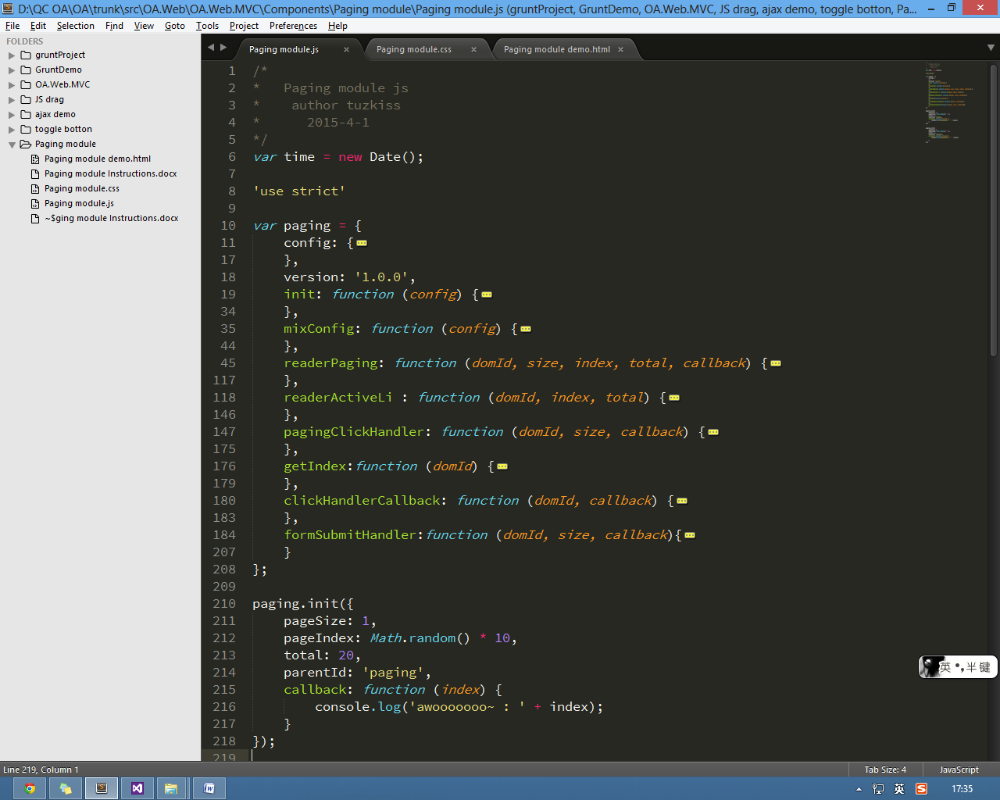 D:\QC OA\OA\trunk\src\OA.Web\OA.Web.MVC\Components\Paging module\Paging module.js (gruntProject, GruntDemo, OA.Web.MVC, JS drag, ajax demo, toggle botton, Pa...
File Edit Selection Find View Goto Tools Project Preferences Help
FOLDERS
gruntProject
GruntDemo
OA.Web.MVC
JS drag
ajax demo
toggle botton
Paging module
Paging module demo.html
Paging module Instructions.docx
Paging module.css
Paging module.js
~$ging module Instructions.docx
Paging module.js × Paging module.css × Paging module demo.html ×
1 /*
2 *   Paging module js
3 *    author tuzkiss
4 *      2015-4-1
5 */
6 var time = new Date();
7
8 'use strict'
9
10 var paging = {
11     config: {
17     },
18     version: '1.0.0',
19     init: function (config) {
34     },
35     mixConfig: function (config) {
44     },
45     readerPaging: function (domId, size, index, total, callback) {
117     },
118     readerActiveLi : function (domId, index, total) {
146     },
147     pagingClickHandler: function (domId, size, callback) {
175     },
176     getIndex:function (domId) {
179     },
180     clickHandlerCallback: function (domId, callback) {
183     },
184     formSubmitHandler:function (domId, size, callback){
207     }
208 };
209
210 paging.init({
211     pageSize: 1,
212     pageIndex: Math.random() * 10,
213     total: 20,
214     parentId: 'paging',
215     callback: function (index) {
216         console.log('awooooooo~ : ' + index);
217     }
218 });
219
英 •, 半 键
Line 219, Column 1 Tab Size: 4 JavaScript
英 17:35